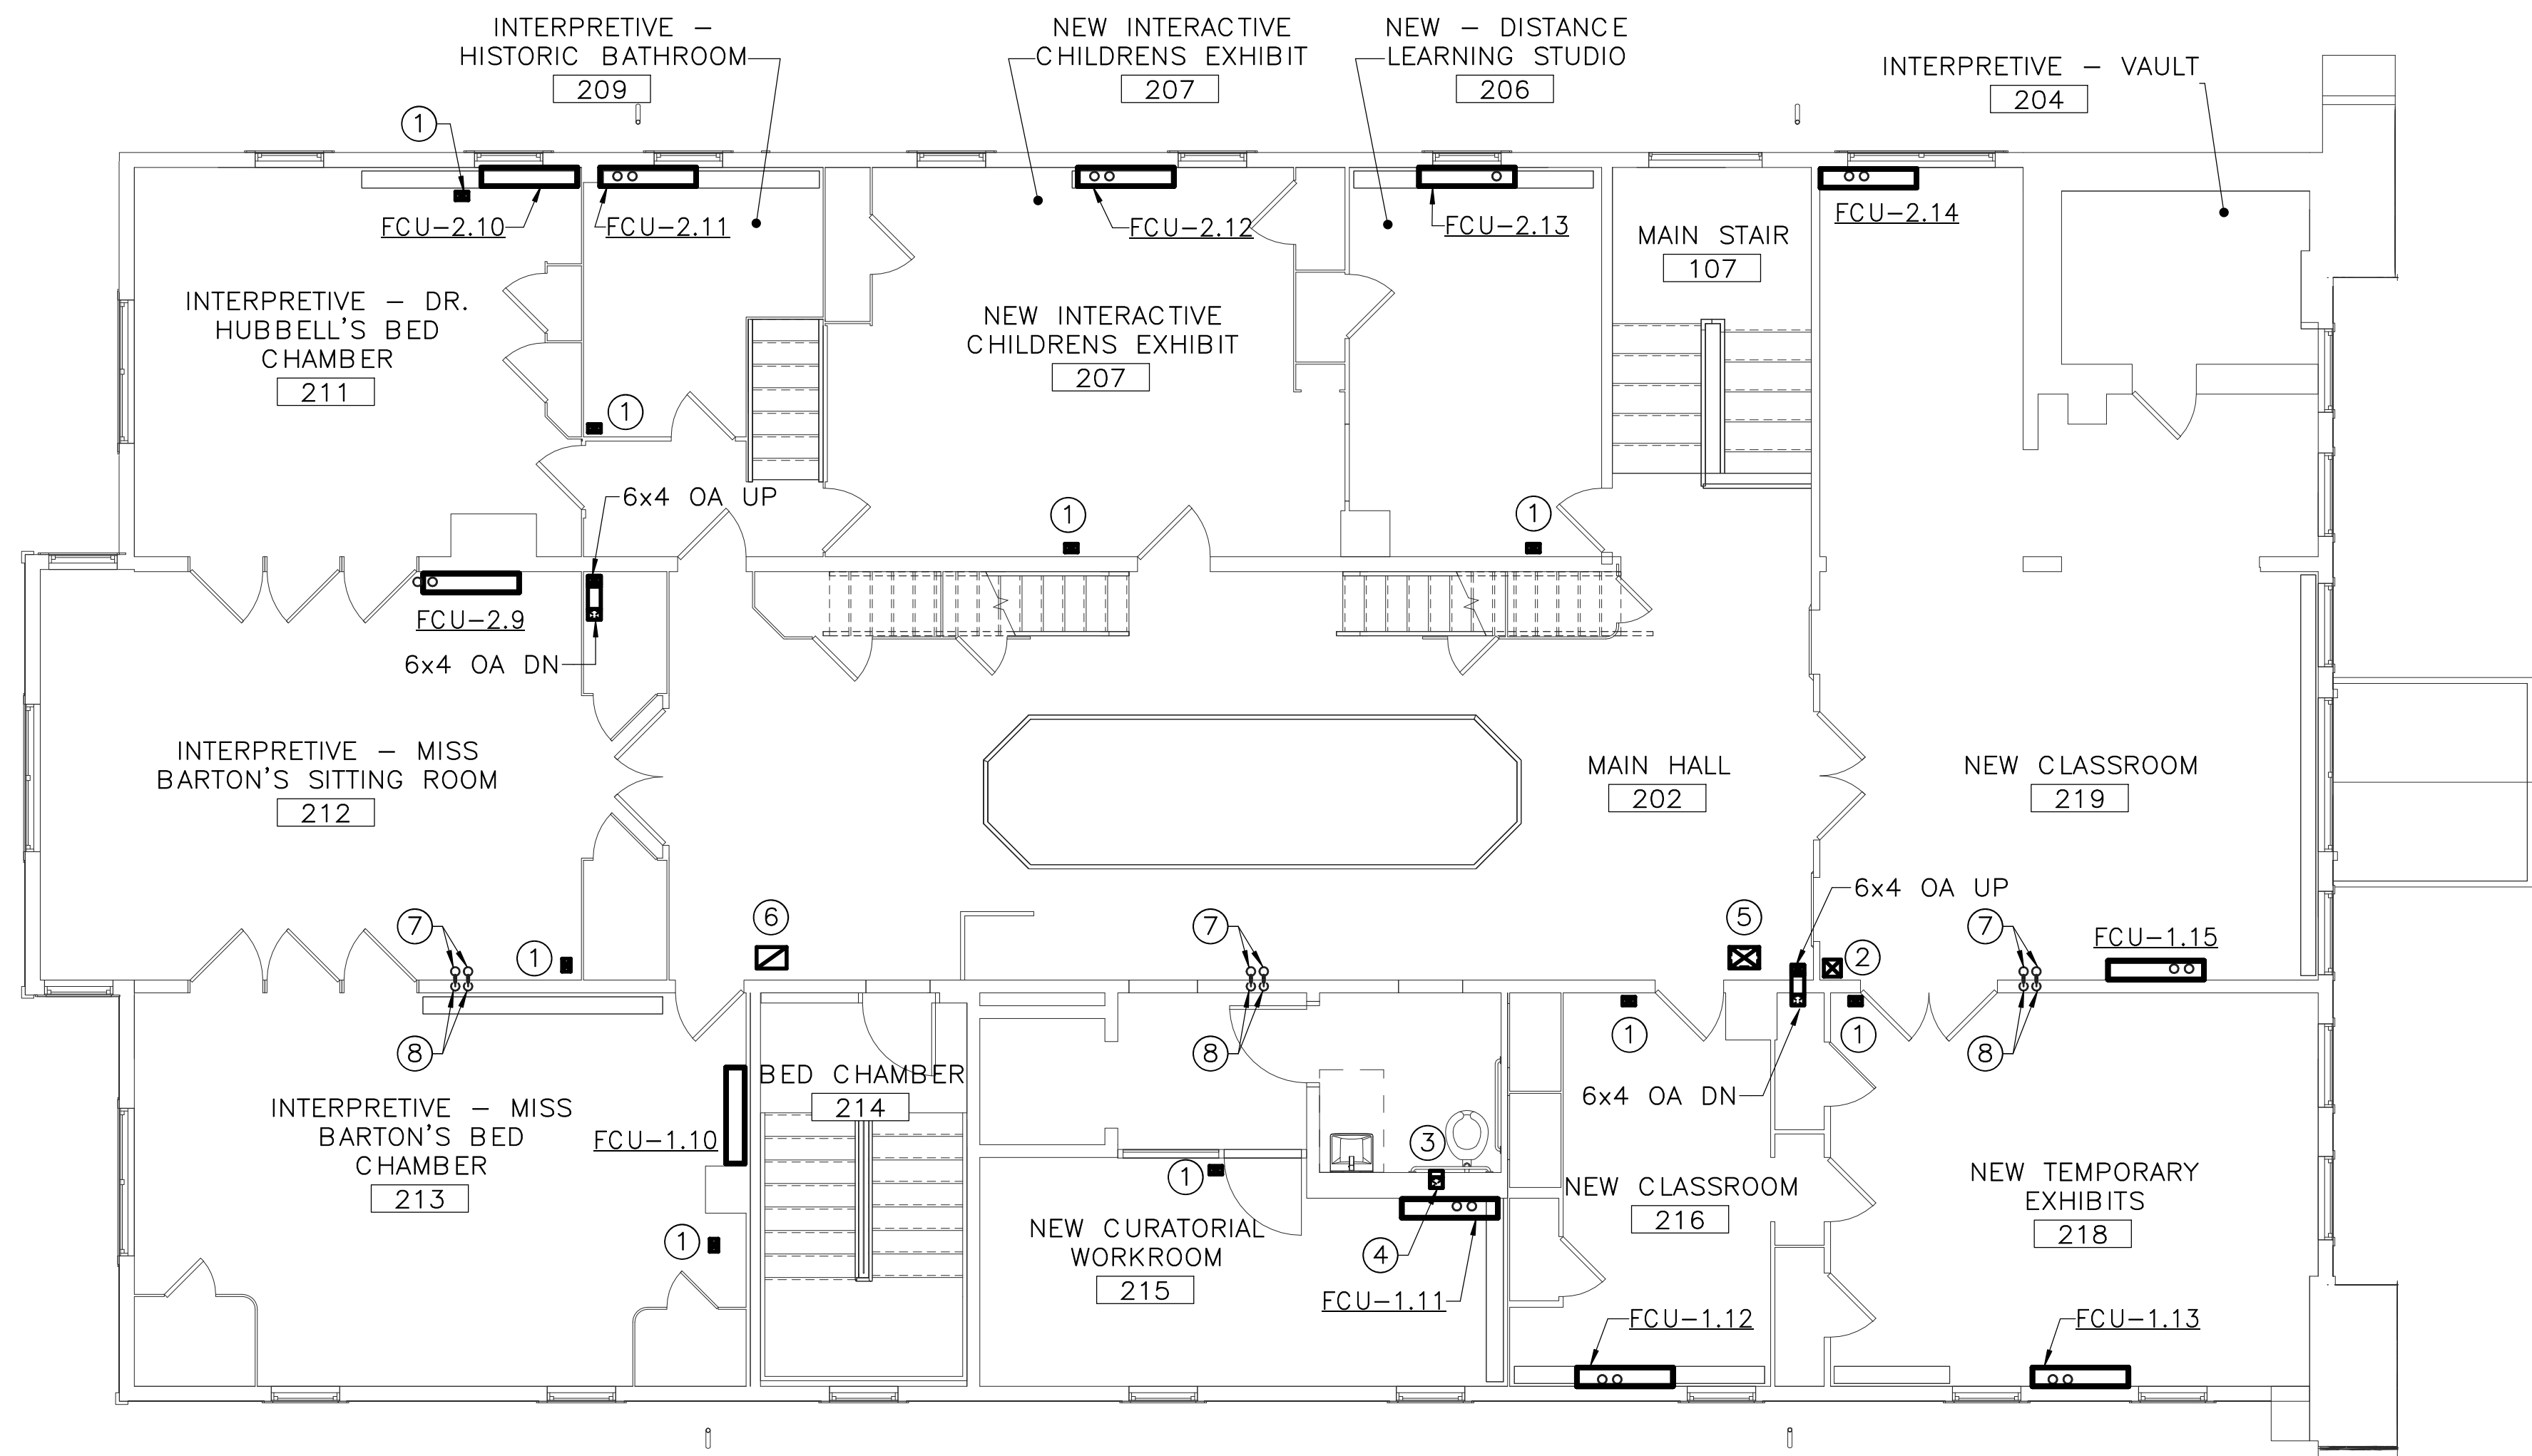 INTERPRETIVE –
HISTORIC BATHROOM
209
NEW INTERACTIVE
CHILDRENS EXHIBIT
207
NEW – DISTANCE
LEARNING STUDIO
206
INTERPRETIVE – VAULT
204
1
FCU–2.10
FCU–2.11
FCU–2.12
FCU–2.13
FCU–2.14
MAIN STAIR
107
INTERPRETIVE – DR.
HUBBELL'S BED
CHAMBER
211
NEW INTERACTIVE
CHILDRENS EXHIBIT
207
1
6x4 OA UP
1
1
FCU–2.9
6x4 OA DN
INTERPRETIVE – MISS
BARTON'S SITTING ROOM
212
MAIN HALL
202
NEW CLASSROOM
219
6x4 OA UP
7
1
6
7
5
2
7
FCU–1.15
8
8
1
1
8
BED CHAMBER
214
6x4 OA DN
INTERPRETIVE – MISS
BARTON'S BED
CHAMBER
213
FCU–1.10
3
1
1
4
NEW CURATORIAL
WORKROOM
215
FCU–1.11
NEW CLASSROOM
216
NEW TEMPORARY
EXHIBITS
218
FCU–1.12
FCU–1.13